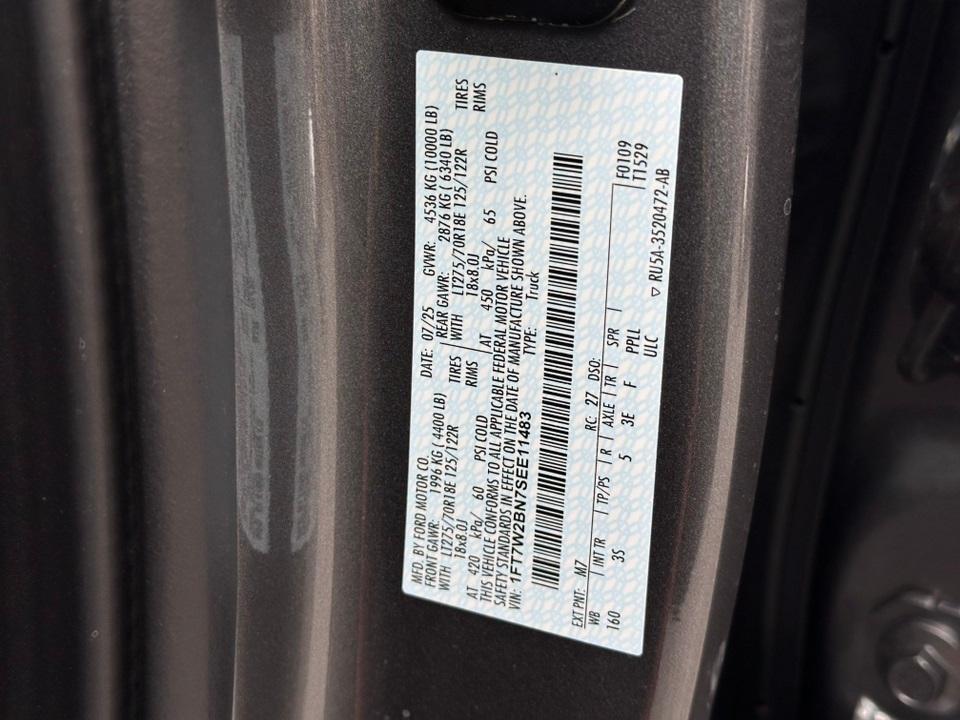 MFD. BY FORD MOTOR CO.
DATE: 07/25 GVWR: 4536 KG (10000 LB)
FRONT GAWR: 1996 KG ( 4400 LB)
REAR GAWR: 2876 KG ( 6340 LB)
WITH LT275/70R18E 125/122R TIRES
WITH LT275/70R18E 125/122R TIRES
18x8.0J RIMS
18x8.0J RIMS
AT 420 kPa/ 60 PSI COLD
AT 450 kPa/ 65 PSI COLD
THIS VEHICLE CONFORMS TO ALL APPLICABLE FEDERAL MOTOR VEHICLE
SAFETY STANDARDS IN EFFECT ON THE DATE OF MANUFACTURE SHOWN ABOVE.
VIN: 1FT7W2BN7SEE11483 TYPE: Truck
EXT PNT: M7 RC: 27 DSO: F0109
WB INT TR TP/PS R AXLE TR SPR T1529
160 3S 5 3E F PPLL
ULC
▽ RU5A-3520472-AB